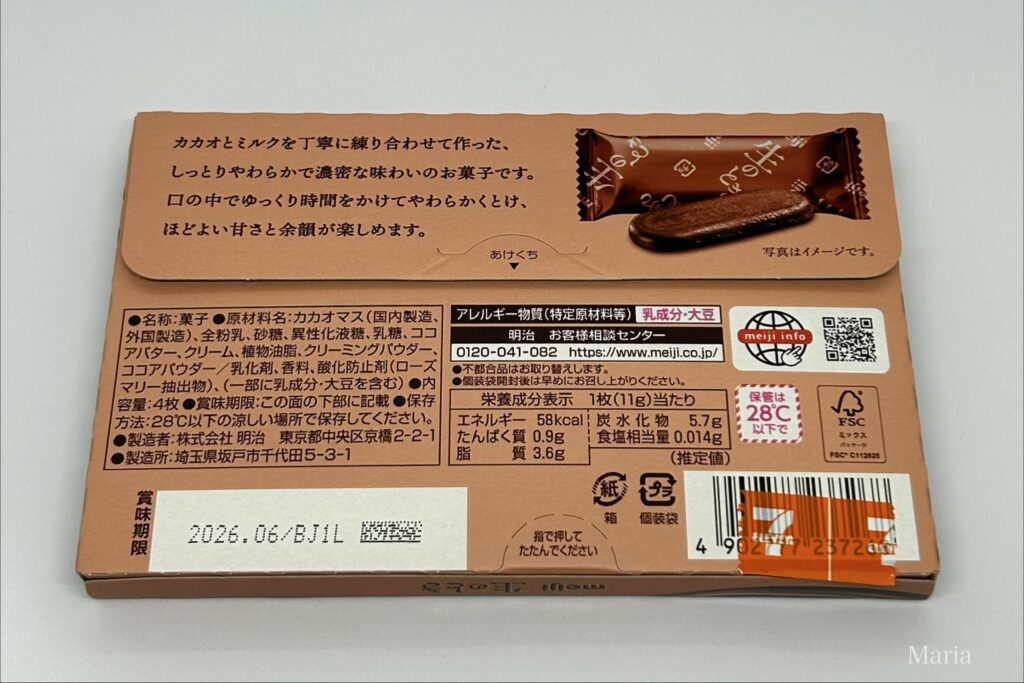 カカオとミルクを丁寧に練り合わせて作った、
しっとりやわらかで濃密な味わいのお菓子です。
口の中でゆっくり時間をかけてやわらかくとけ、
ほどよい甘さと余韻が楽しめます。
写真はイメージです。
あけくち
●名称:菓子 ●原材料名:カカオマス(国内製造、
外国製造)、全粉乳、砂糖、異性化液糖、乳糖、ココ
アバター、クリーム、植物油脂、クリーミングパウダー、
ココアパウダー/乳化剤、香料、酸化防止剤(ローズ
マリー抽出物)、(一部に乳成分・大豆を含む) ●内
容量:4枚 ●賞味期限:この面の下部に記載 ●保存
方法:28℃以下の涼しい場所で保存してください。
●製造者:株式会社 明治 東京都中央区京橋2-2-1
●製造所:埼玉県坂戸市千代田5-3-1
アレルギー物質(特定原材料等) 乳成分・大豆
明治 お客様相談センター
0120-041-082 https://www.meiji.co.jp/
●不都合品はお取り替えします。
●個装袋開封後は早めにお召し上がりください。
栄養成分表示 1枚(11g)当たり
エネルギー 58kcal 炭水化物 5.7g
たんぱく質 0.9g 食塩相当量 0.014g
脂質 3.6g (推定値)
meiji info
保管は
28℃
以下で
FSC
ミックス
パッケージ
FSC® C112825
賞味期限
2026.06/BJ1L
紙
箱
プラ
個装袋
指で押して
たたんでください
4 902777 2372
meiji
Maria